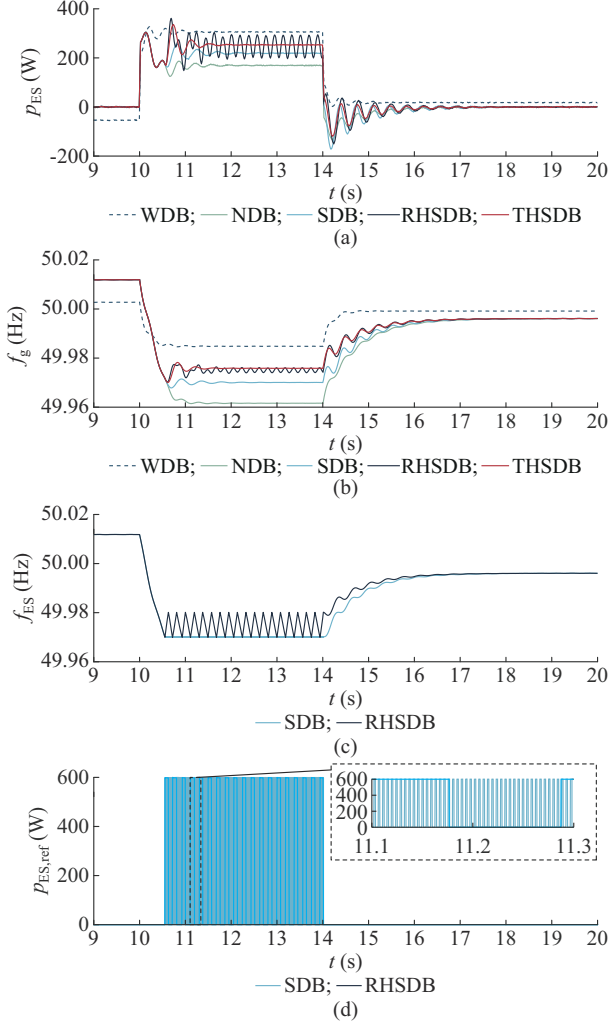 400
200
0
-200
p_ES (W)
9 10 11 12 13 14 15 16 17 18 19 20
t (s)
WDB; NDB; SDB; RHSDB; THSDB
(a)
50.02
50.00
49.98
49.96
f_g (Hz)
9 10 11 12 13 14 15 16 17 18 19 20
t (s)
WDB; NDB; SDB; RHSDB; THSDB
(b)
50.02
50.00
49.98
49.96
f_ES (Hz)
9 10 11 12 13 14 15 16 17 18 19 20
t (s)
SDB; RHSDB
(c)
600
400
200
0
p_ES,ref (W)
600
400
200
0
11.1 11.2 11.3
9 10 11 12 13 14 15 16 17 18 19 20
t (s)
SDB; RHSDB
(d)